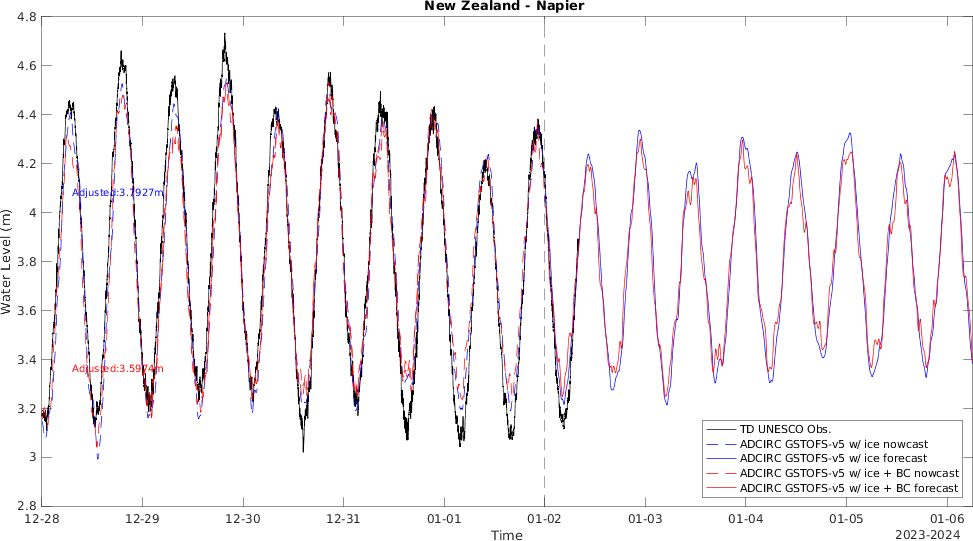 New Zealand - Napier
4.8
4.6
4.4
4.2
4
3.8
3.6
3.4
3.2
3
2.8
Water Level (m)
Adjusted:3.7927m
Adjusted:3.5974m
TD UNESCO Obs.
ADCIRC GSTOFS-v5 w/ ice nowcast
ADCIRC GSTOFS-v5 w/ ice forecast
ADCIRC GSTOFS-v5 w/ ice + BC nowcast
ADCIRC GSTOFS-v5 w/ ice + BC forecast
12-28 12-29 12-30 12-31 01-01 01-02 01-03 01-04 01-05 01-06
Time
2023-2024